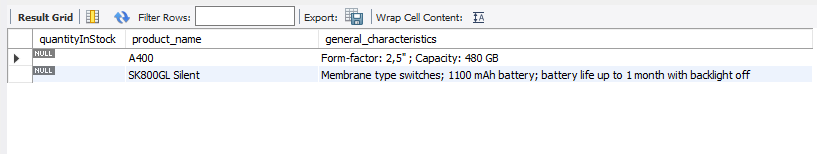 Result Grid Filter Rows: Export: Wrap Cell Content: IA
quantityInStock product_name general_characteristics
NULL A400 Form-factor: 2,5" ; Capacity: 480 GB
NULL SK800GL Silent Membrane type switches; 1100 mAh battery; battery life up to 1 month with backlight off